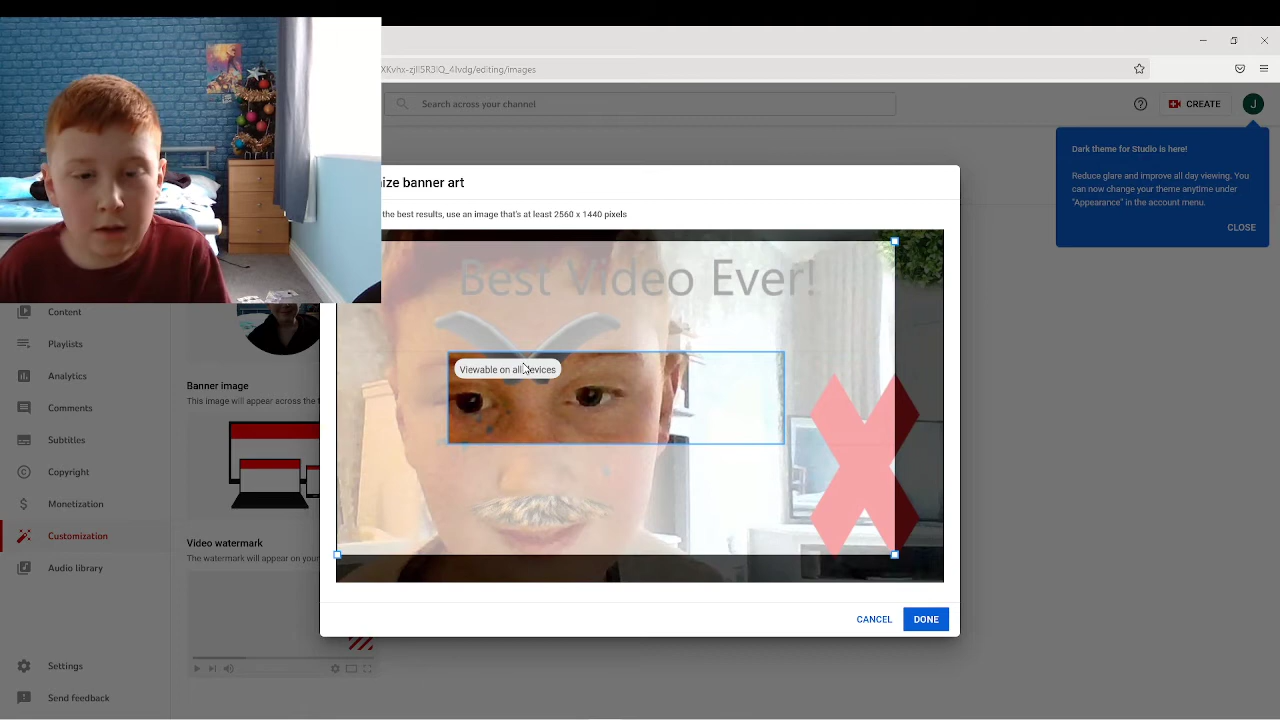 XKvhx-zjIl5R3lQ_4lvdg/editing/images
Search across your channel
CREATE
J
Dark theme for Studio is here!
Reduce glare and improve all day viewing. You
can now change your theme anytime under
"Appearance" in the account menu.
CLOSE
ize banner art
the best results, use an image that's at least 2560 x 1440 pixels
Best Video Ever!
Viewable on all devices
Content
Playlists
Analytics
Comments
Subtitles
Copyright
Monetization
Customization
Audio library
Settings
Send feedback
Banner image
This image will appear across the
Video watermark
The watermark will appear on your
CANCEL
DONE